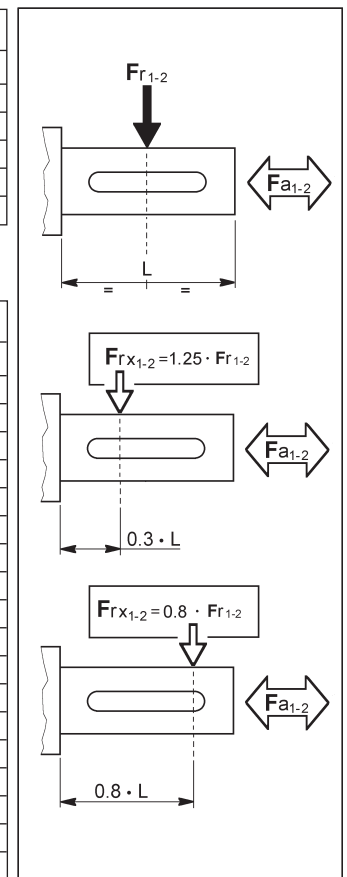 Fr1-2
Fa1-2
L
= =
Frx1-2=1.25 · Fr1-2
Fa1-2
0.3 · L
Frx1-2=0.8 · Fr1-2
Fa1-2
0.8 · L